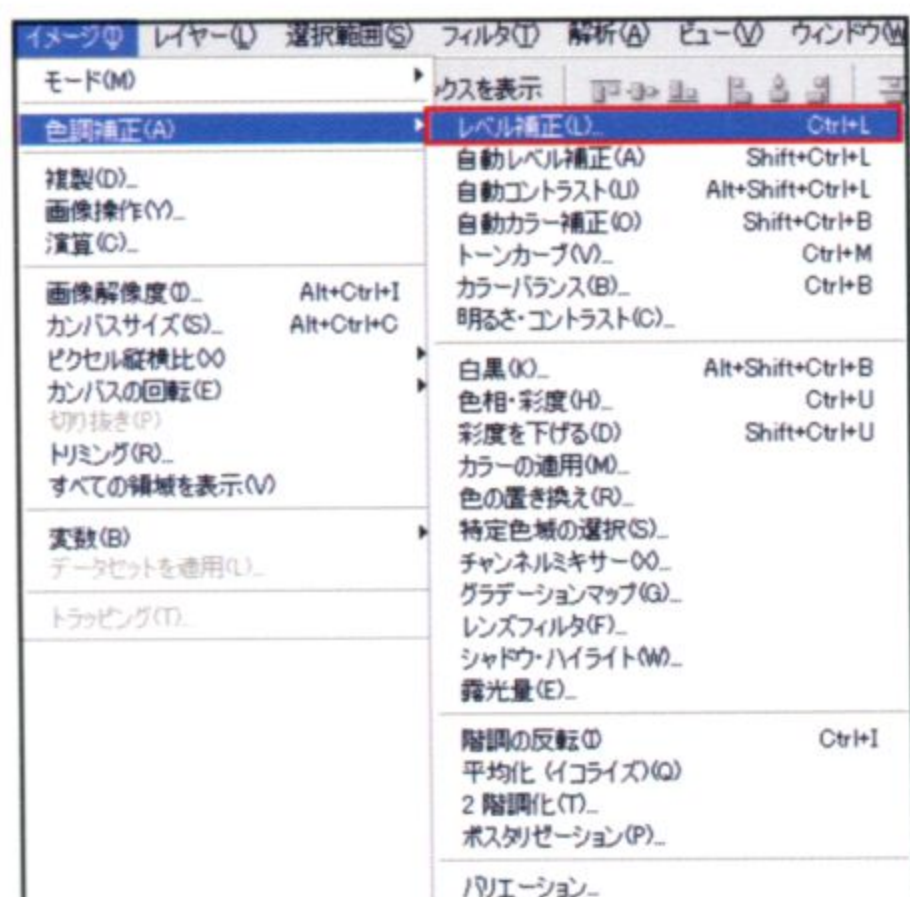 イメージ(I) レイヤー(L) 選択範囲(S) フィルタ(T) 解析(A) ビュー(V) ウィンドウ(W
モード(M)
色調補正(A)
複製(D)...
画像操作(Y)...
演算(C)...
画像解像度(I)... Alt+Ctrl+I
カンバスサイズ(S)... Alt+Ctrl+C
ピクセル縦横比(X)
カンバスの回転(E)
切り抜き(P)
トリミング(R)...
すべての領域を表示(V)
変数(B)
データセットを適用(L)...
トラッピング(T)...
クスを表示
レベル補正(L)... Ctrl+L
自動レベル補正(A) Shift+Ctrl+L
自動コントラスト(U) Alt+Shift+Ctrl+L
自動カラー補正(O) Shift+Ctrl+B
トーンカーブ(V)... Ctrl+M
カラーバランス(B)... Ctrl+B
明るさ・コントラスト(C)...
白黒(K)... Alt+Shift+Ctrl+B
色相・彩度(H)... Ctrl+U
彩度を下げる(D) Shift+Ctrl+U
カラーの適用(M)...
色の置き換え(R)...
特定色域の選択(S)...
チャンネルミキサー(X)...
グラデーションマップ(G)...
レンズフィルタ(F)...
シャドウ・ハイライト(W)...
露光量(E)...
階調の反転(I) Ctrl+I
平均化 (イコライズ)(Q)
2 階調化(T)...
ポスタリゼーション(P)...
バリエーション...